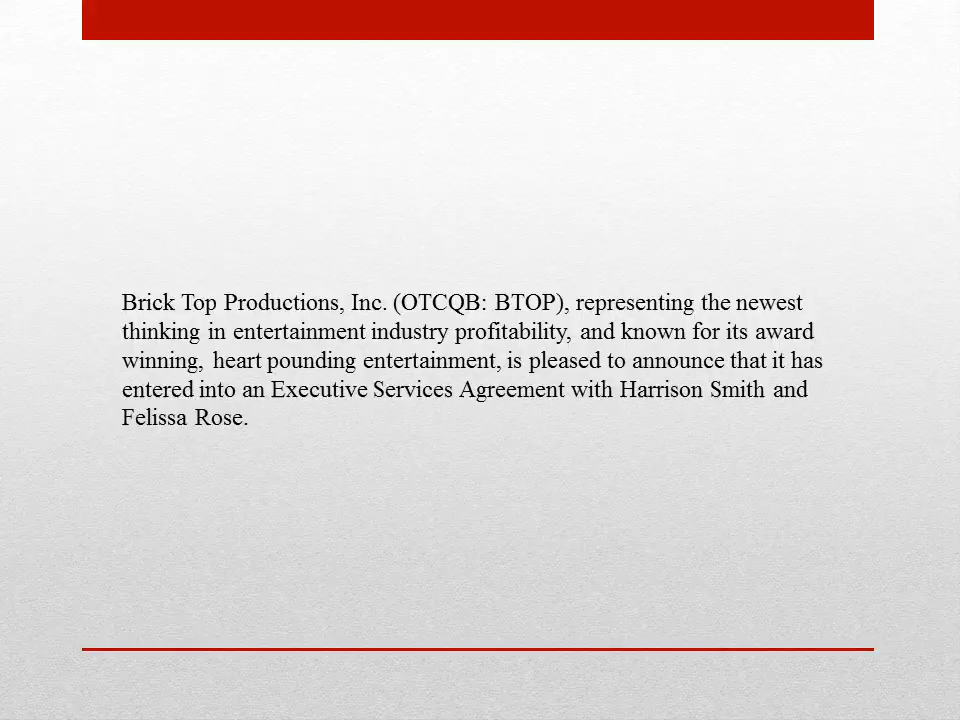 Brick Top Productions, Inc. (OTCQB: BTOP), representing the newest
thinking in entertainment industry profitability, and known for its award
winning, heart pounding entertainment, is pleased to announce that it has
entered into an Executive Services Agreement with Harrison Smith and
Felissa Rose.